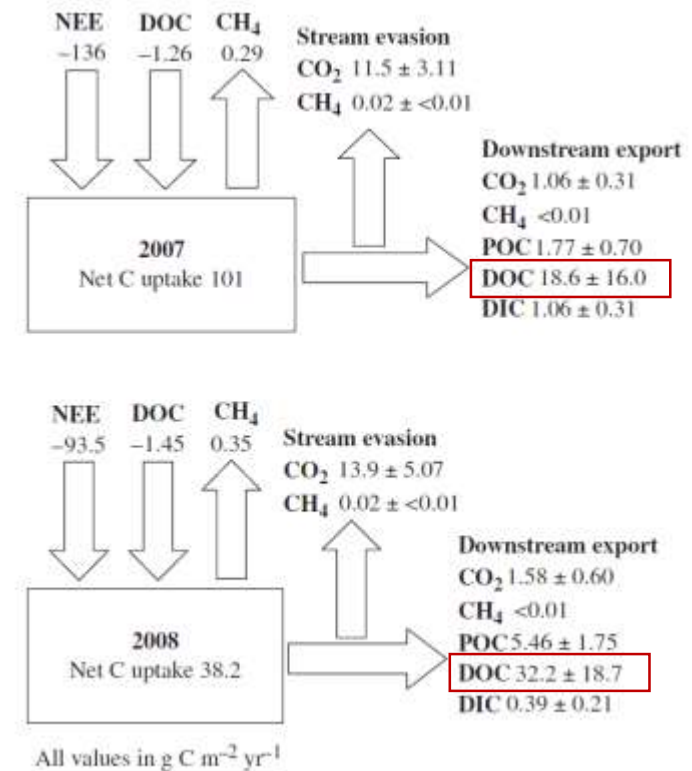 NEE DOC CH₄
−136 −1.26 0.29
Stream evasion
CO₂ 11.5 ± 3.11
CH₄ 0.02 ± <0.01
Downstream export
CO₂ 1.06 ± 0.31
CH₄ <0.01
POC 1.77 ± 0.70
DOC 18.6 ± 16.0
DIC 1.06 ± 0.31
2007
Net C uptake 101
NEE DOC CH₄
−93.5 −1.45 0.35
Stream evasion
CO₂ 13.9 ± 5.07
CH₄ 0.02 ± <0.01
Downstream export
CO₂ 1.58 ± 0.60
CH₄ <0.01
POC 5.46 ± 1.75
DOC 32.2 ± 18.7
DIC 0.39 ± 0.21
2008
Net C uptake 38.2
All values in g C m⁻² yr⁻¹